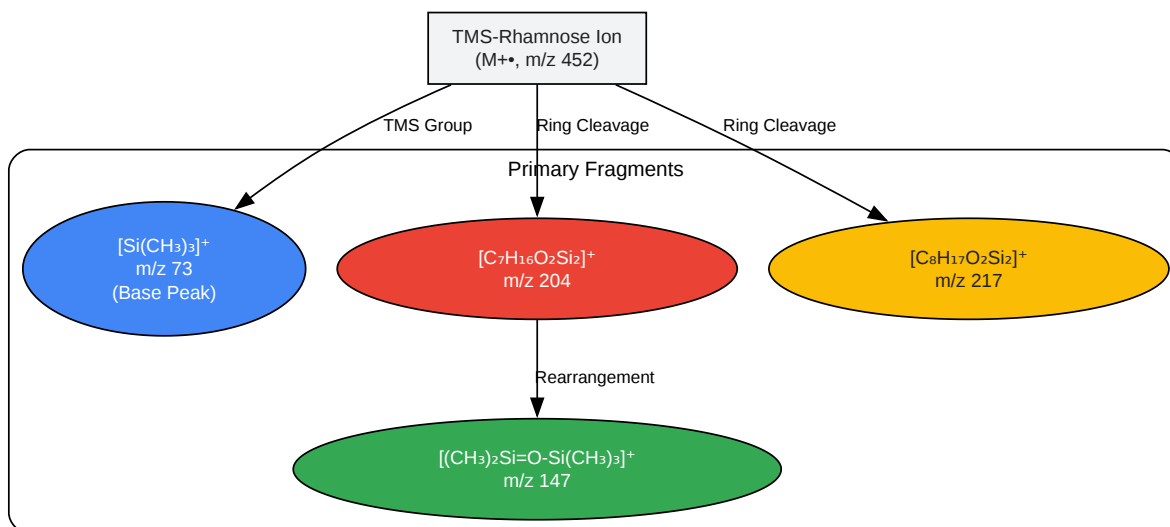 TMS-Rhamnose Ion
(M+•, m/z 452)
TMS Group
Ring Cleavage
Ring Cleavage
Primary Fragments
[Si(CH₃)₃]⁺
m/z 73
(Base Peak)
[C₇H₁₆O₂Si₂]⁺
m/z 204
[C₈H₁₇O₂Si₂]⁺
m/z 217
Rearrangement
[(CH₃)₂Si=O-Si(CH₃)₃]⁺
m/z 147